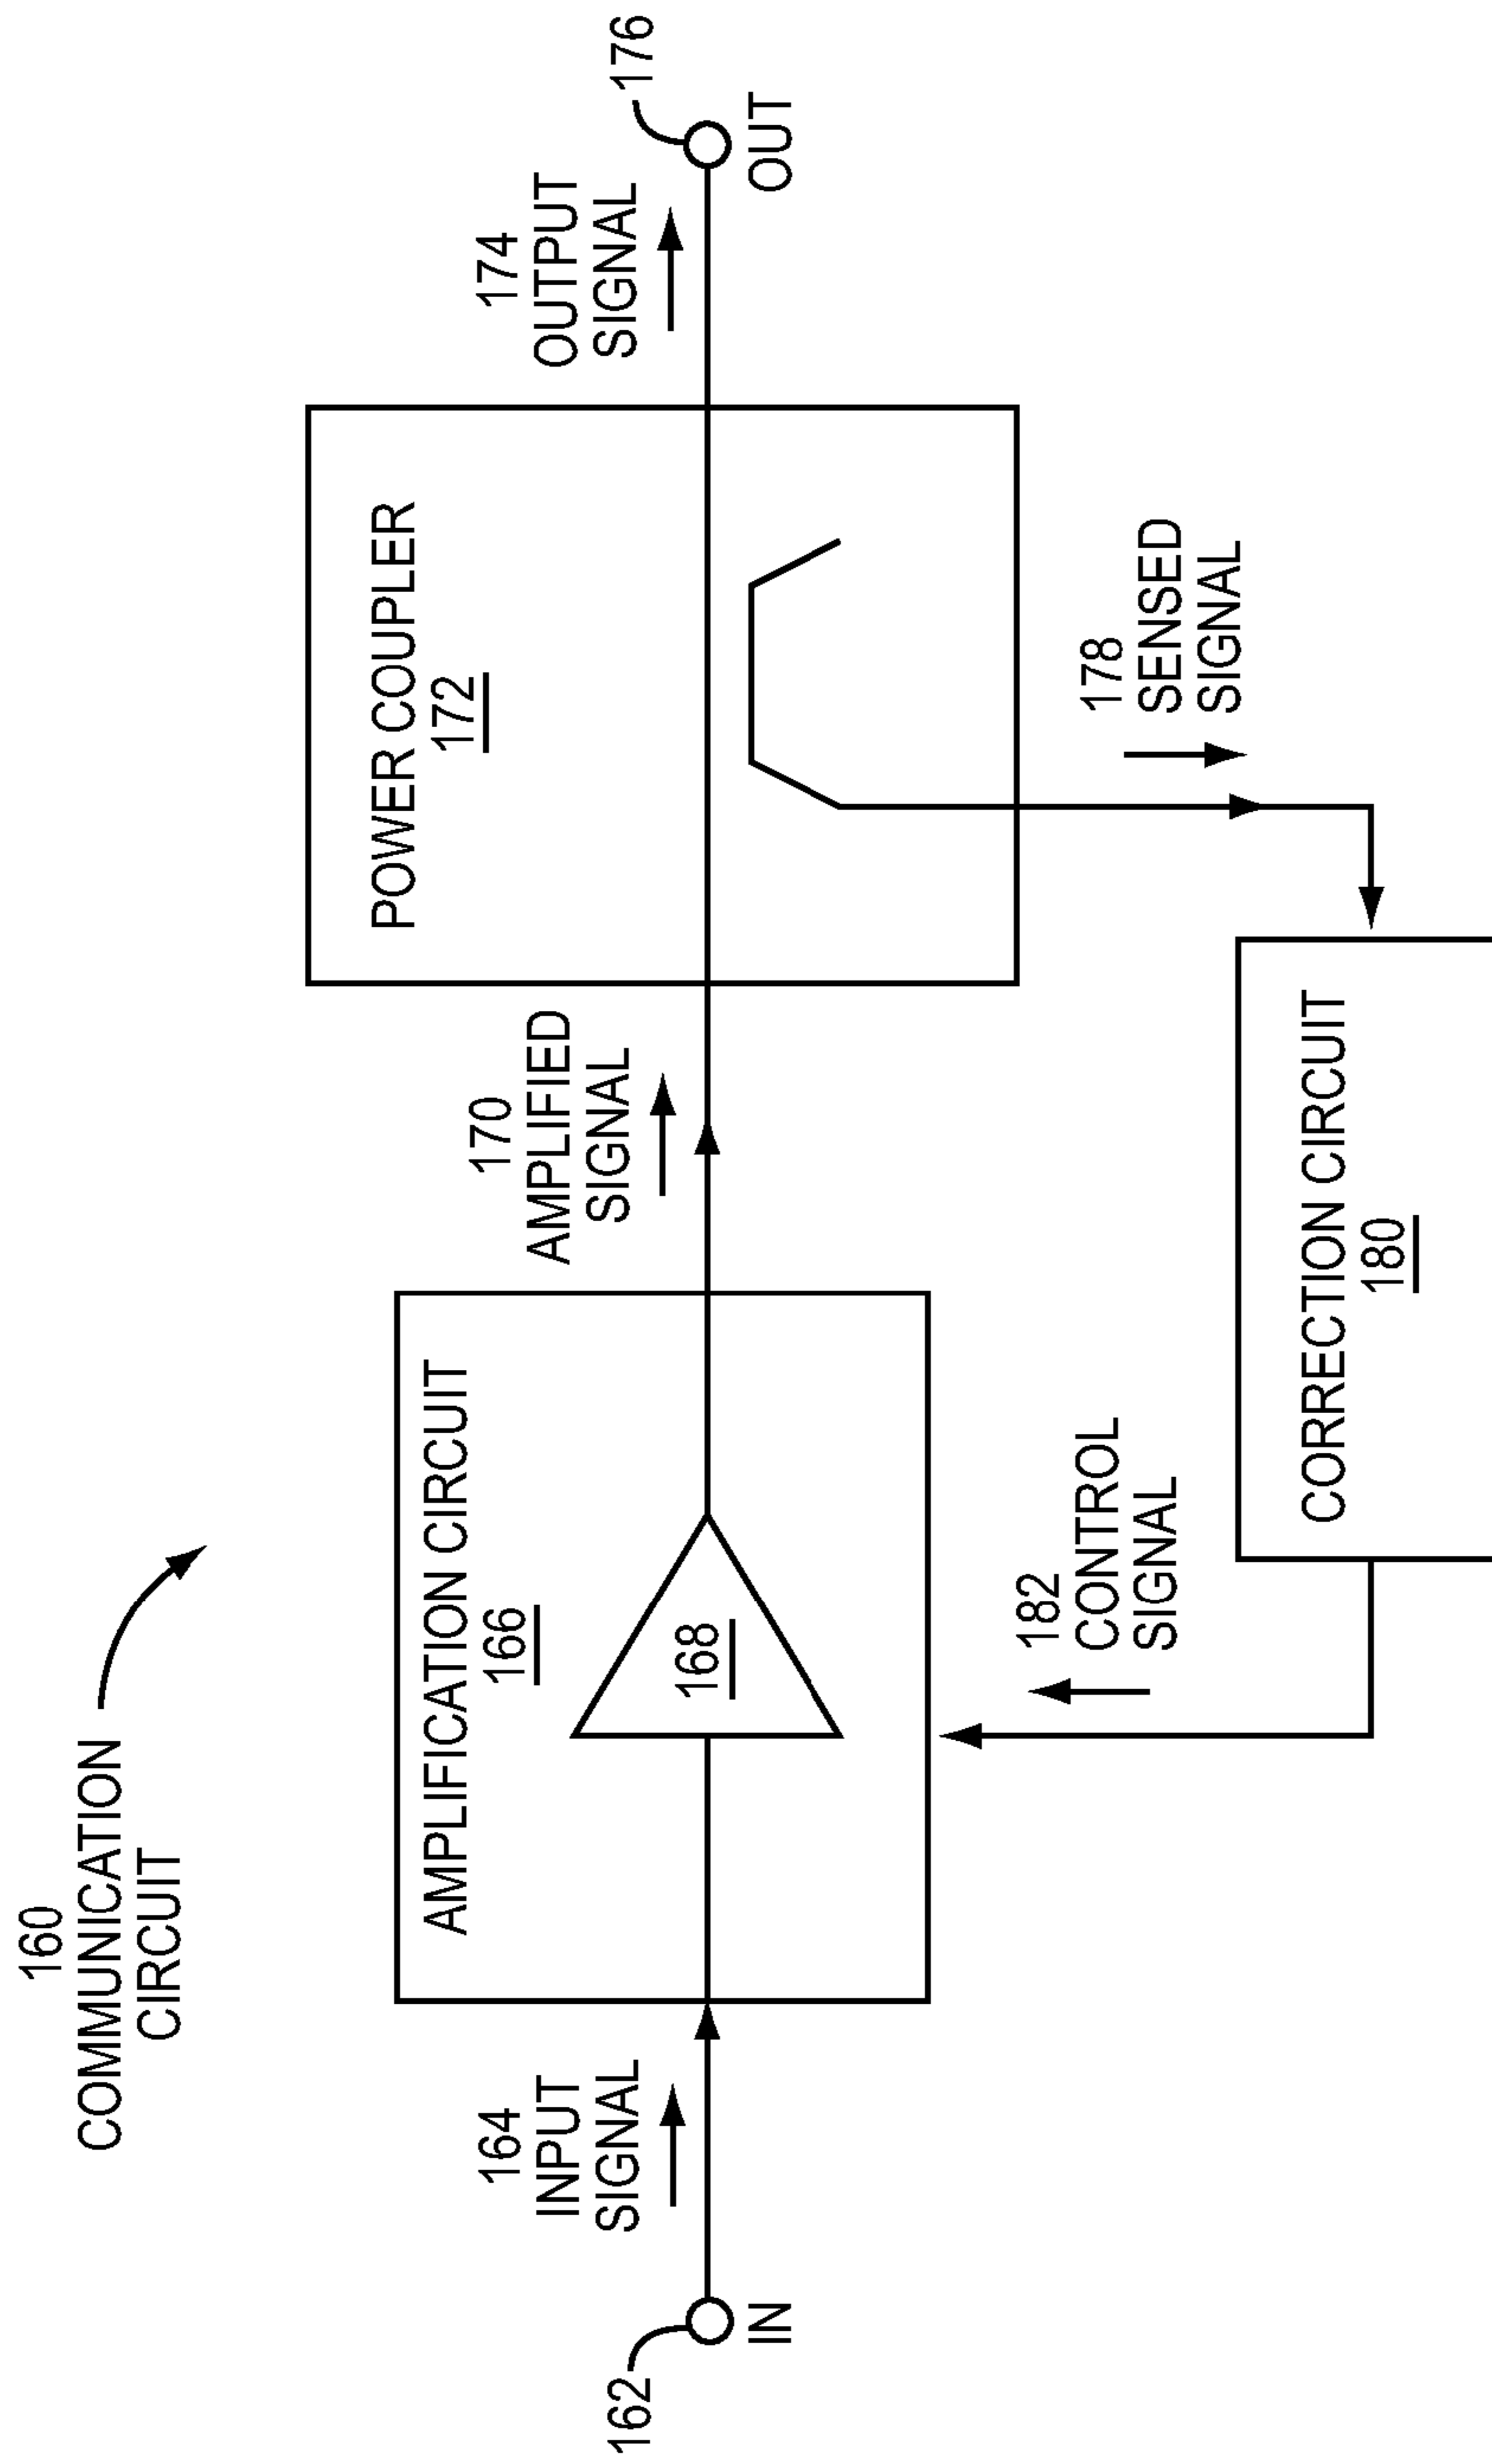 160
COMMUNICATION
CIRCUIT
162
IN
164
INPUT
SIGNAL
AMPLIFICATION CIRCUIT
166
168
170
AMPLIFIED
SIGNAL
POWER COUPLER
172
174
OUTPUT
SIGNAL
176
OUT
182
CONTROL
SIGNAL
178
SENSED
SIGNAL
CORRECTION CIRCUIT
180